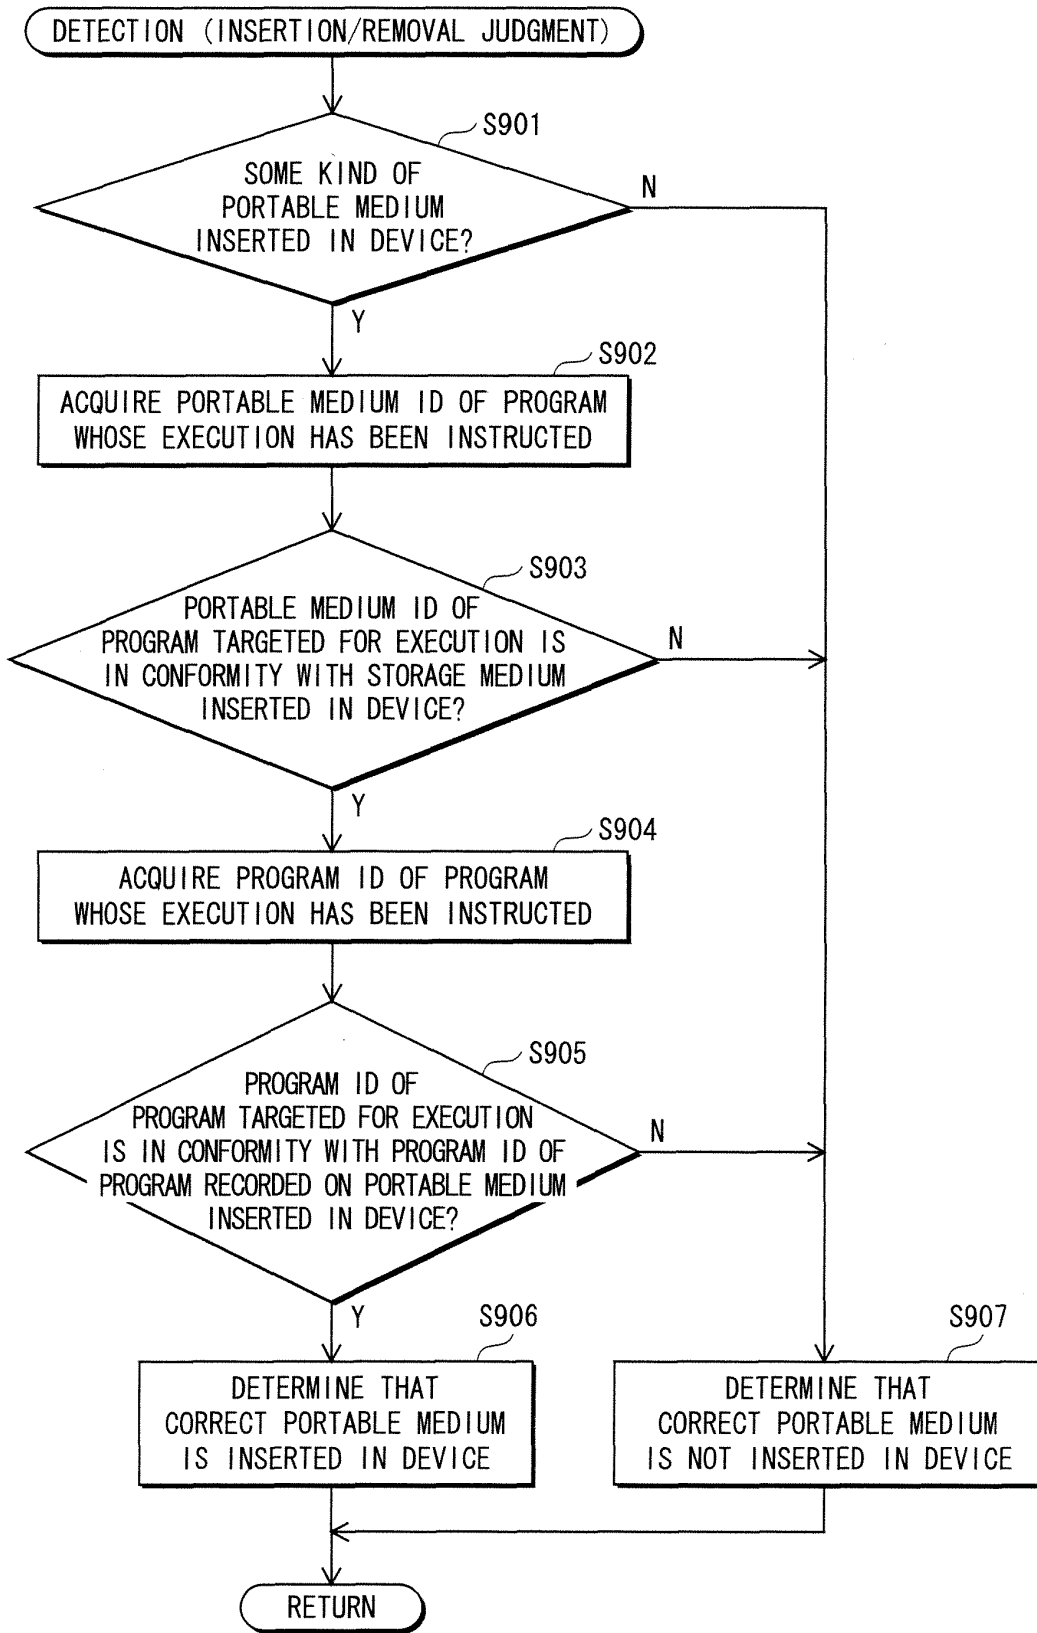 DETECTION (INSERTION/REMOVAL JUDGMENT)
S901
SOME KIND OF
PORTABLE MEDIUM
INSERTED IN DEVICE?
N
Y
S902
ACQUIRE PORTABLE MEDIUM ID OF PROGRAM
WHOSE EXECUTION HAS BEEN INSTRUCTED
S903
PORTABLE MEDIUM ID OF
PROGRAM TARGETED FOR EXECUTION IS
IN CONFORMITY WITH STORAGE MEDIUM
INSERTED IN DEVICE?
N
Y
S904
ACQUIRE PROGRAM ID OF PROGRAM
WHOSE EXECUTION HAS BEEN INSTRUCTED
S905
PROGRAM ID OF
PROGRAM TARGETED FOR EXECUTION
IS IN CONFORMITY WITH PROGRAM ID OF
PROGRAM RECORDED ON PORTABLE MEDIUM
INSERTED IN DEVICE?
N
Y
S906
DETERMINE THAT
CORRECT PORTABLE MEDIUM
IS INSERTED IN DEVICE
S907
DETERMINE THAT
CORRECT PORTABLE MEDIUM
IS NOT INSERTED IN DEVICE
RETURN